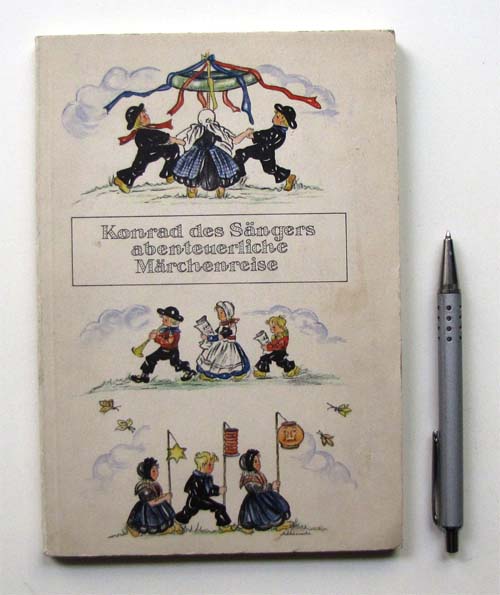 Konrad des Sängers
abenteuerliche
Märchenreise